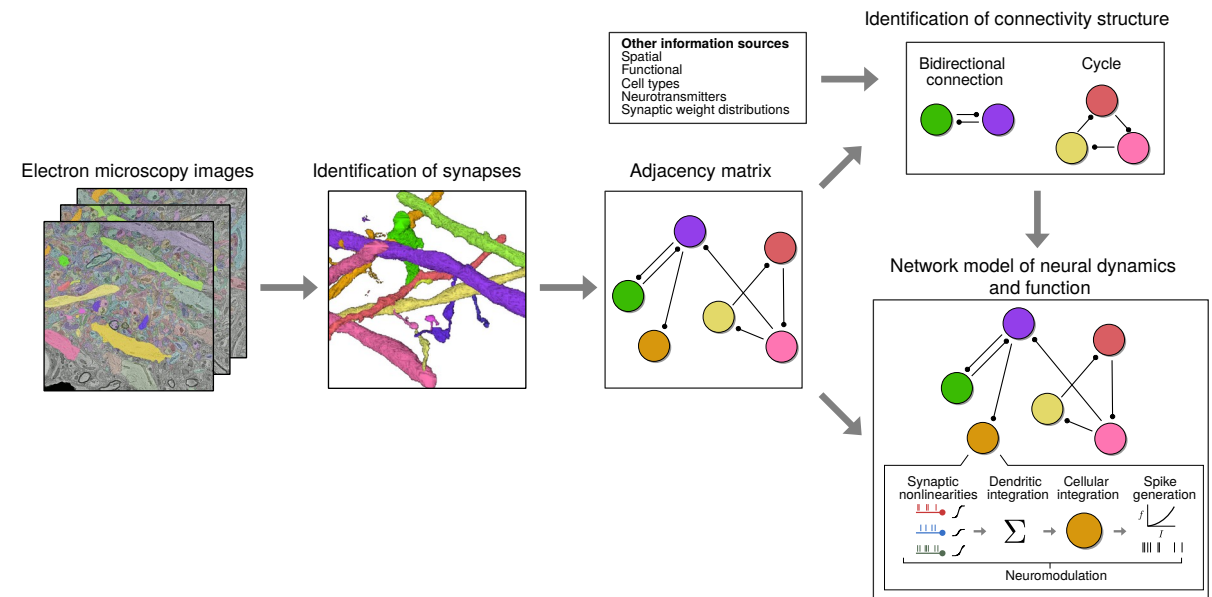 Identification of connectivity structure
Other information sources
Spatial
Functional
Cell types
Neurotransmitters
Synaptic weight distributions
Bidirectional
connection
Cycle
Electron microscopy images
Identification of synapses
Adjacency matrix
Network model of neural dynamics
and function
Synaptic
nonlinearities
Dendritic
integration
Cellular
integration
Spike
generation
f
I
Σ
Neuromodulation